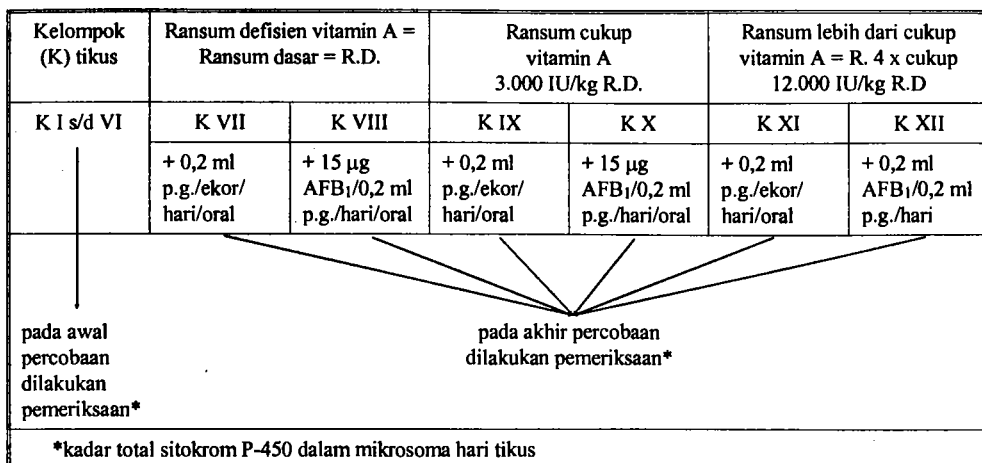 Kelompok
(K) tikus
Ransum defisien vitamin A =
Ransum dasar = R.D.
Ransum cukup
vitamin A
3.000 IU/kg R.D.
Ransum lebih dari cukup
vitamin A = R. 4 x cukup
12.000 IU/kg R.D
K I s/d VI
K VII
K VIII
K IX
K X
K XI
K XII
+ 0,2 ml
p.g./ekor/
hari/oral
+ 15 µg
AFB₁/0,2 ml
p.g./hari/oral
+ 0,2 ml
p.g./ekor/
hari/oral
+ 15 µg
AFB₁/0,2 ml
p.g./hari/oral
+ 0,2 ml
p.g./ekor/
hari/oral
+ 0,2 ml
AFB₁/0,2 ml
p.g./hari
pada awal
percobaan
dilakukan
pemeriksaan*
pada akhir percobaan
dilakukan pemeriksaan*
*kadar total sitokrom P-450 dalam mikrosoma hari tikus